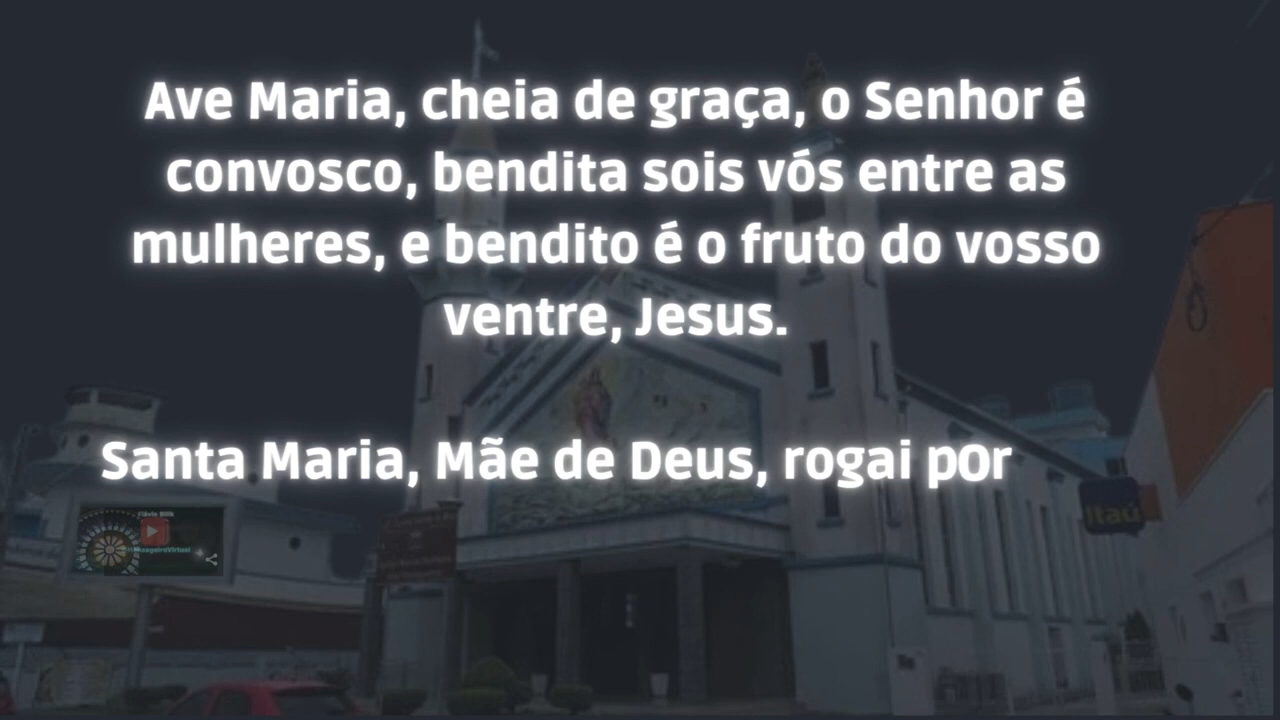 Ave Maria, cheia de graça, o Senhor é
convosco, bendita sois vós entre as
mulheres, e bendito é o fruto do vosso
ventre, Jesus.
Santa Maria, Mãe de Deus, rogai por
Itaú